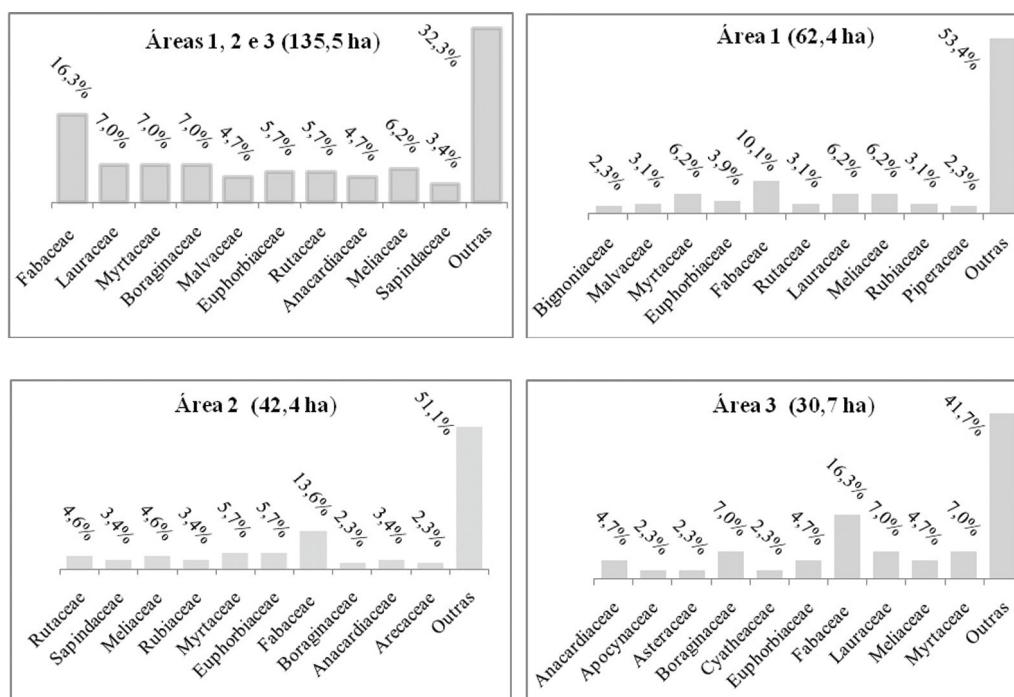 Áreas 1, 2 e 3 (135,5 ha)
16,3%
7,0%
7,0%
7,0%
4,7%
5,7%
5,7%
4,7%
6,2%
3,4%
32,3%
Fabaceae
Lauraceae
Myrtaceae
Boraginaceae
Malvaceae
Euphorbiaceae
Rutaceae
Anacardiaceae
Meliaceae
Sapindaceae
Outras
Área 1 (62,4 ha)
2,3%
3,1%
6,2%
3,9%
10,1%
3,1%
6,2%
6,2%
3,1%
2,3%
53,4%
Bignoniaceae
Malvaceae
Myrtaceae
Euphorbiaceae
Fabaceae
Rutaceae
Lauraceae
Meliaceae
Rubiaceae
Piperaceae
Outras
Área 2 (42,4 ha)
4,6%
3,4%
4,6%
3,4%
5,7%
5,7%
13,6%
2,3%
3,4%
2,3%
51,1%
Rutaceae
Sapindaceae
Meliaceae
Rubiaceae
Myrtaceae
Euphorbiaceae
Fabaceae
Boraginaceae
Anacardiaceae
Arecaceae
Outras
Área 3 (30,7 ha)
4,7%
2,3%
2,3%
7,0%
2,3%
4,7%
16,3%
7,0%
4,7%
7,0%
41,7%
Anacardiaceae
Apocynaceae
Asteraceae
Boraginaceae
Cyatheaceae
Euphorbiaceae
Fabaceae
Lauraceae
Meliaceae
Myrtaceae
Outras